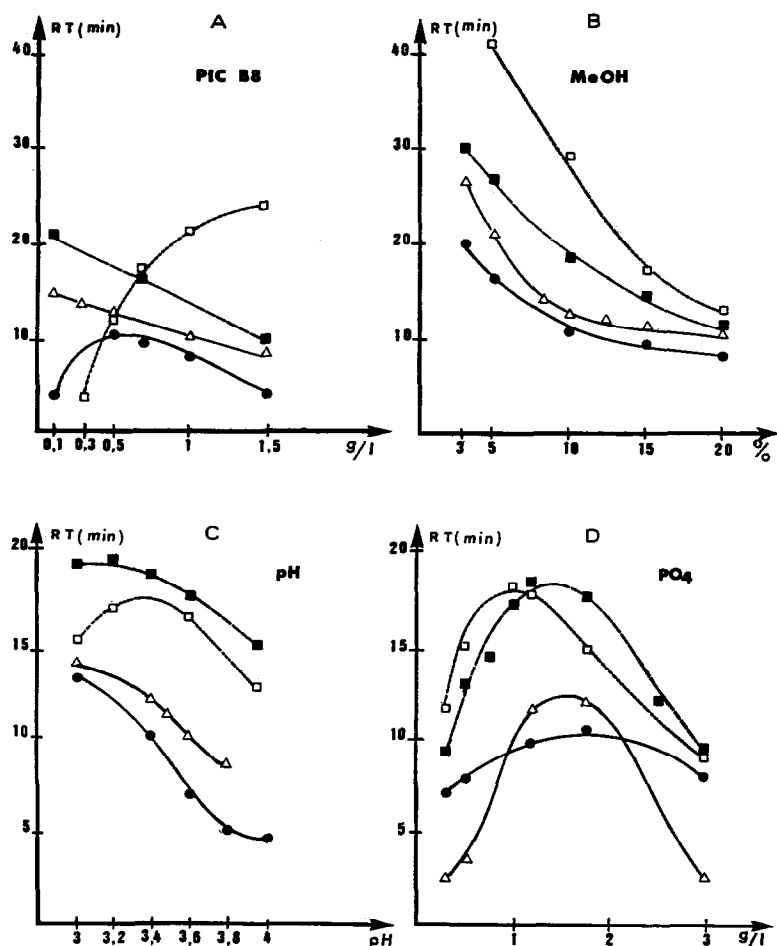 A
RT(min)
PIC B8
40
30
20
10
0,1 0,3 0,5 1 1,5 g/l
B
RT(min)
MeOH
40
30
20
10
3 5 10 15 20 %
C
RT(min)
pH
20
15
10
5
3 3,2 3,4 3,6 3,8 4
pH
D
RT(min)
PO4
20
15
10
5
1 2 3
g/l